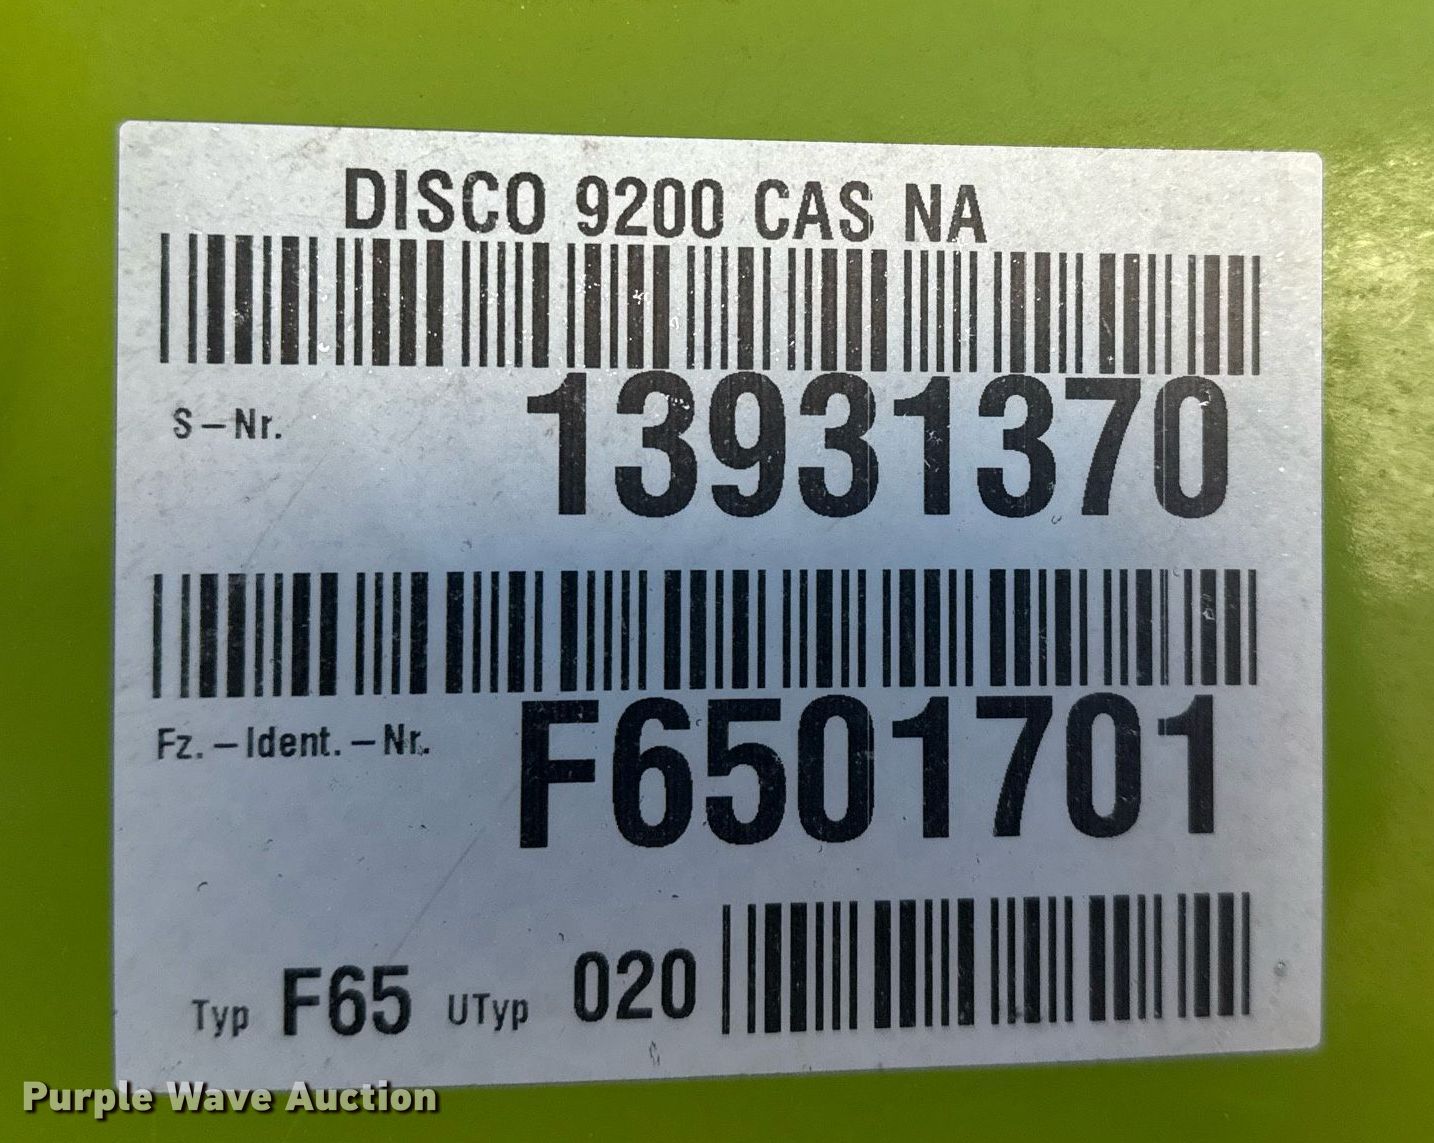 DISCO 9200 CAS NA
S-Nr. 13931370
Fz.-Ident.-Nr. F6501701
Typ F65 UTyp 020
Purple Wave Auction